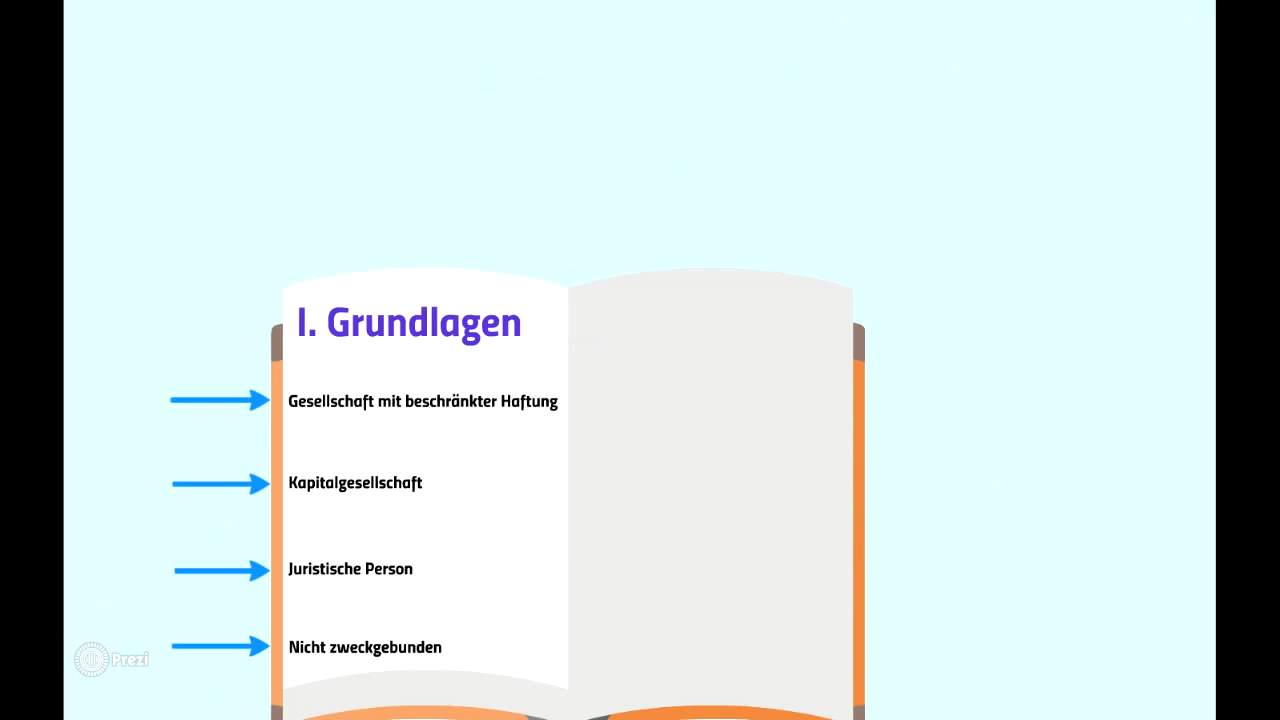 I. Grundlagen
Gesellschaft mit beschränkter Haftung
Kapitalgesellschaft
Juristische Person
Nicht zweckgebunden
Prezi